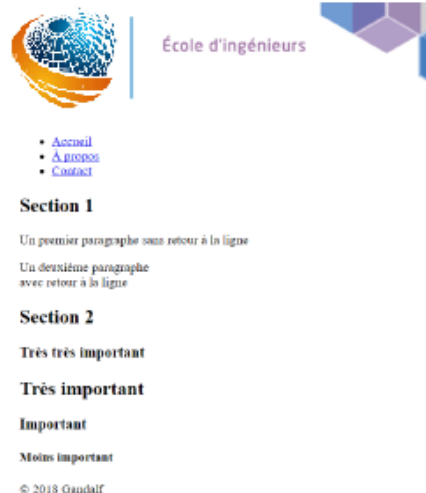 École d'ingénieurs
Accueil
À propos
Contact
Section 1
Un premier paragraphe sans retour à la ligne
Un deuxième paragraphe
avec retour à la ligne
Section 2
Très très important
Très important
Important
Moins important
© 2018 Gandalf